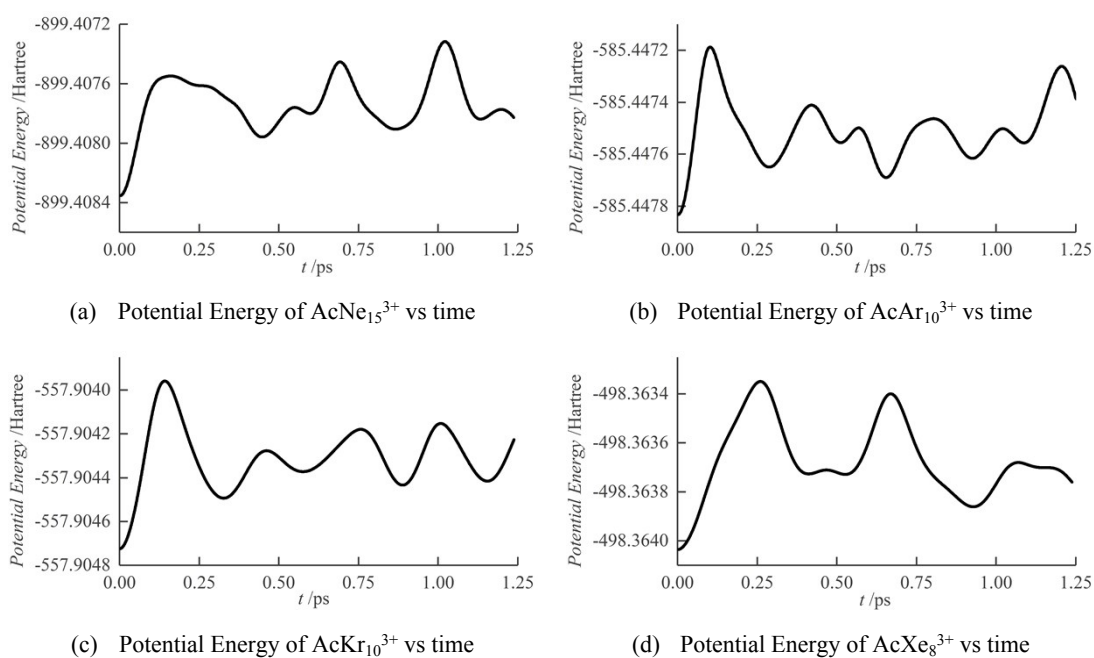 -899.4072
-899.4076
-899.4080
-899.4084
Potential Energy /Hartree
0.00 0.25 0.50 0.75 1.00 1.25
t /ps
(a) Potential Energy of AcNe₁₅³⁺ vs time
-585.4472
-585.4474
-585.4476
-585.4478
Potential Energy /Hartree
0.00 0.25 0.50 0.75 1.00 1.25
t /ps
(b) Potential Energy of AcAr₁₀³⁺ vs time
-557.9040
-557.9042
-557.9044
-557.9046
-557.9048
Potential Energy /Hartree
0.00 0.25 0.50 0.75 1.00 1.25
t /ps
(c) Potential Energy of AcKr₁₀³⁺ vs time
-498.3634
-498.3636
-498.3638
-498.3640
Potential Energy /Hartree
0.00 0.25 0.50 0.75 1.00 1.25
t /ps
(d) Potential Energy of AcXe₈³⁺ vs time